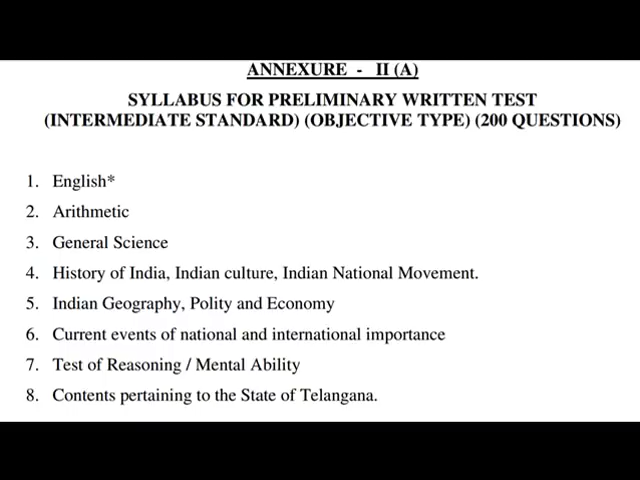 ANNEXURE - II (A)
SYLLABUS FOR PRELIMINARY WRITTEN TEST
(INTERMEDIATE STANDARD) (OBJECTIVE TYPE) (200 QUESTIONS)
1. English*
2. Arithmetic
3. General Science
4. History of India, Indian culture, Indian National Movement.
5. Indian Geography, Polity and Economy
6. Current events of national and international importance
7. Test of Reasoning / Mental Ability
8. Contents pertaining to the State of Telangana.